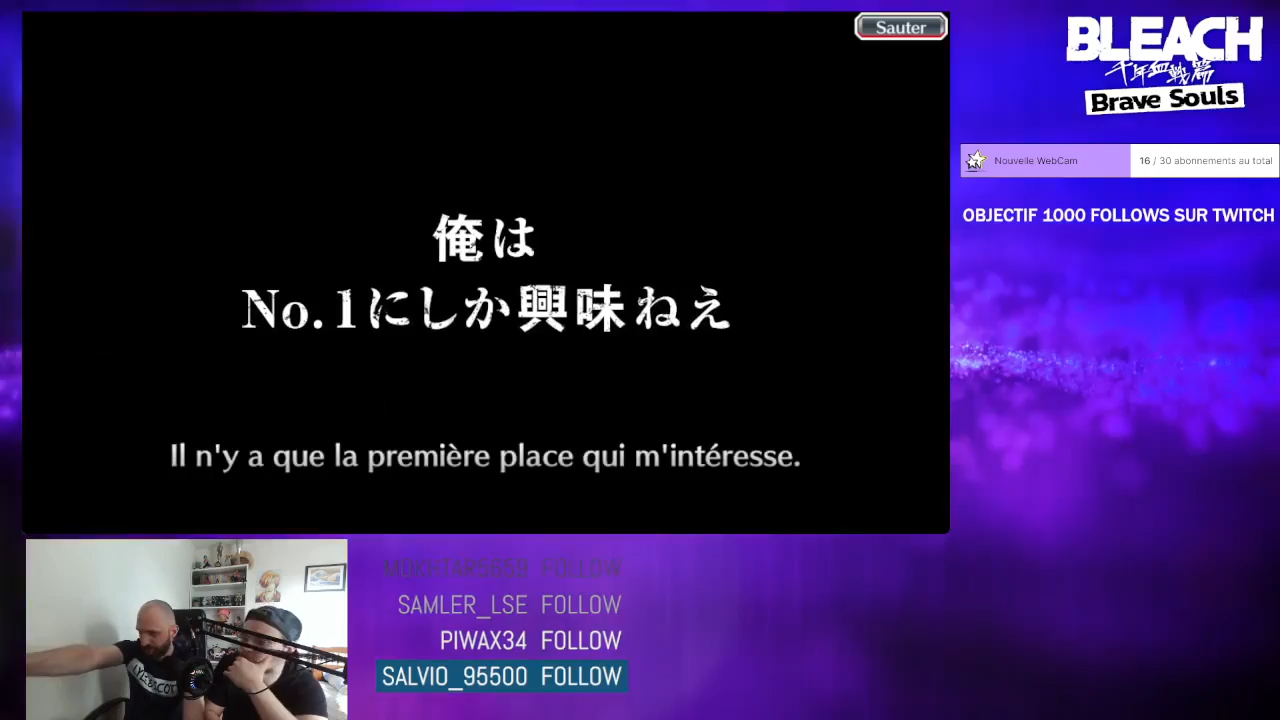 Sauter
BLEACH
千年血戦篇
Brave Souls
Nouvelle WebCam
16 / 30 abonnements au total
OBJECTIF 1000 FOLLOWS SUR TWITCH
俺は
No.1にしか興味ねえ
Il n'y a que la première place qui m'intéresse.
MOKHTAR5659 FOLLOW
SAMLER_LSE FOLLOW
PIWAX34 FOLLOW
SALVIO_95500 FOLLOW